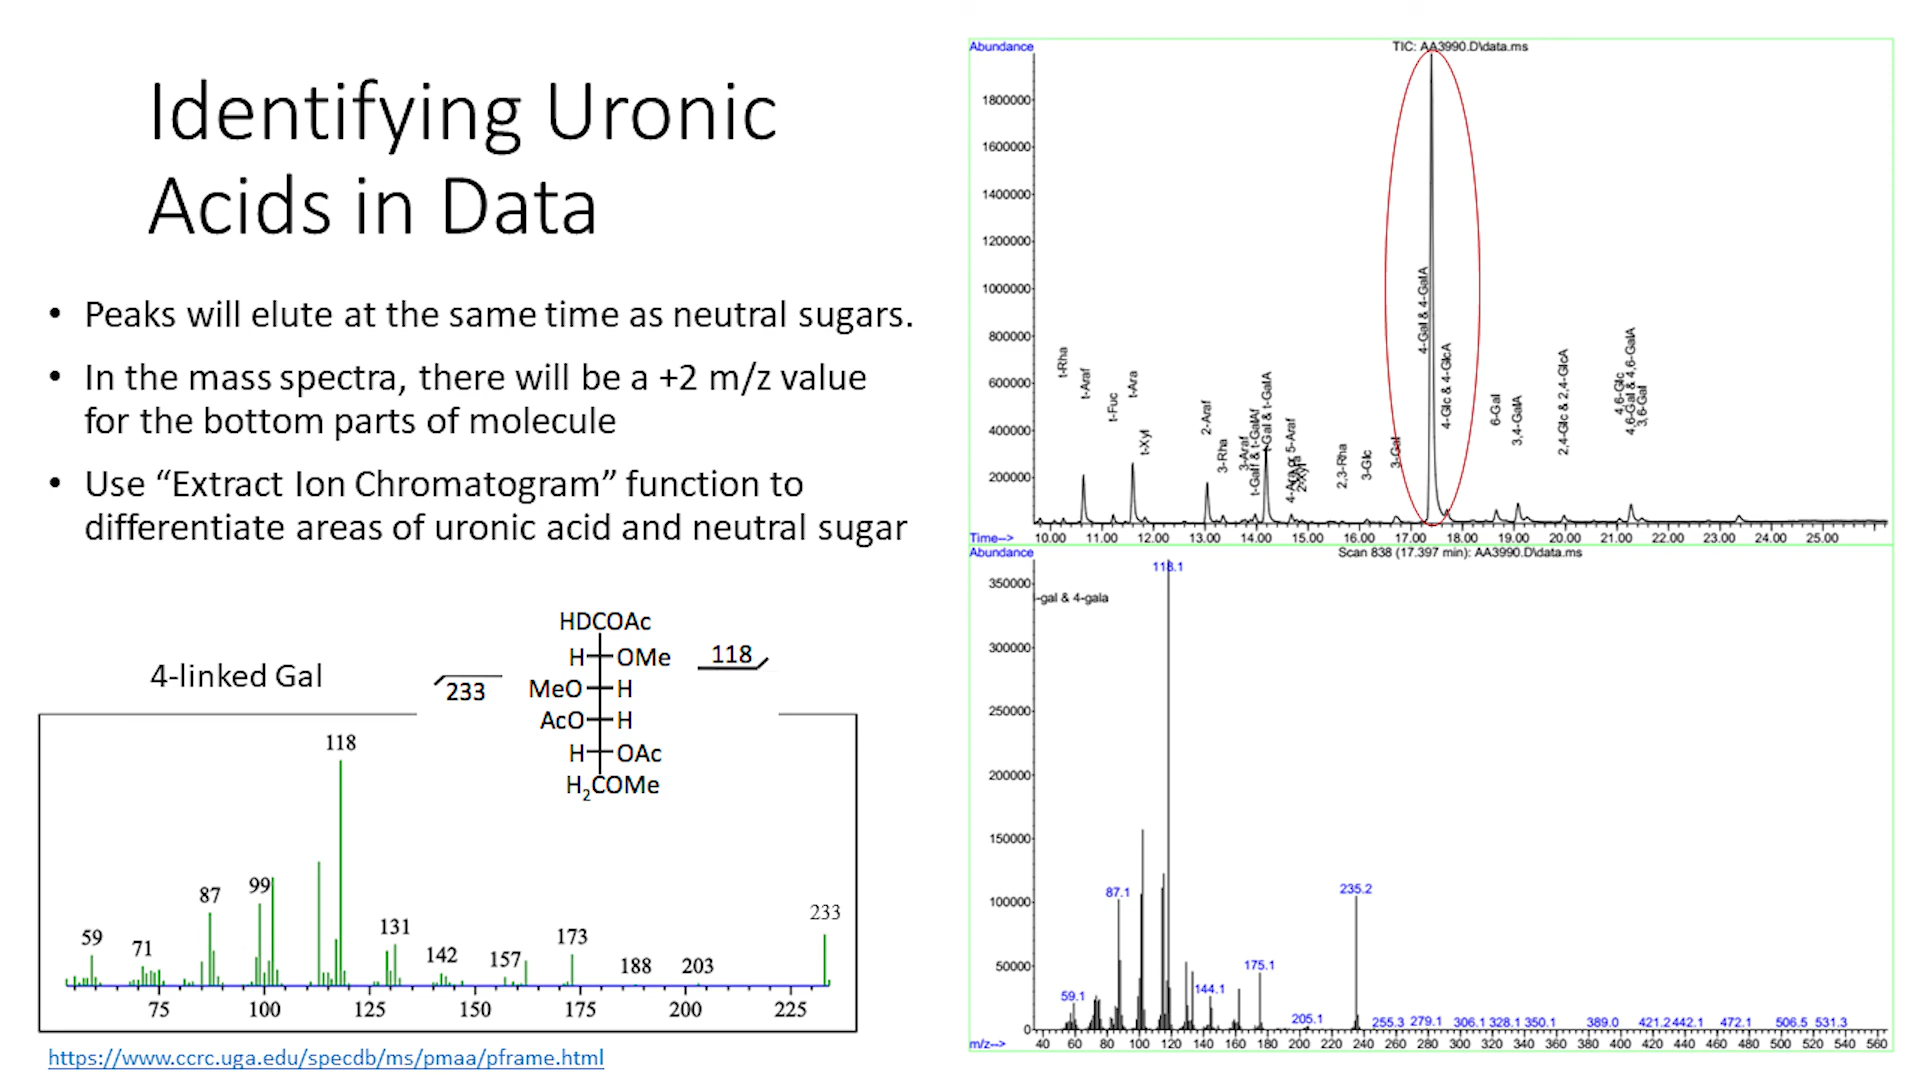 Identifying Uronic
Acids in Data
• Peaks will elute at the same time as neutral sugars.
• In the mass spectra, there will be a +2 m/z value
for the bottom parts of molecule
• Use “Extract Ion Chromatogram” function to
differentiate areas of uronic acid and neutral sugar
4-linked Gal
HDCOAc
H OMe
118
233
MeO H
AcO H
H OAc
H2COMe
118
87
99
59
71
131
142
157
173
188
203
233
75 100 125 150 175 200 225
https://www.ccrc.uga.edu/specdb/ms/pmaa/pframe.html
Abundance
TIC: AA3990.D\data.ms
1800000
1600000
1400000
1200000
1000000
800000
600000
400000
200000
t-Rha
t-Araf
t-Fuc
t-Ara
t-Xyl
2-Araf
3-Rha
3-Araf
t-Galf & t-GalAf
t-Gal & t-GalA
2-Xyl
2,3-Rha
3-Glc
3-Gal
4-Gal & 4-GalA
4-Glc & 4-GlcA
6-Gal
3,4-GalA
2,4-Glc & 2,4-GlcA
4,6-Glc
4,6-Gal & 4,6-GalA
3,6-Gal
Time-->
10.00 11.00 12.00 13.00 14.00 15.00 16.00 17.00 18.00 19.00 20.00 21.00 22.00 23.00 24.00 25.00
Abundance
Scan 838 (17.397 min): AA3990.D\data.ms
118.1
-gal & 4-gala
350000
300000
250000
200000
150000
100000
50000
0
87.1
235.2
175.1
59.1
144.1
205.1
255.3 279.1 306.1 328.1 350.1 389.0 421.2 442.1 472.1 506.5 531.3
m/z-->
40 60 80 100 120 140 160 180 200 220 240 260 280 300 320 340 360 380 400 420 440 460 480 500 520 540 560